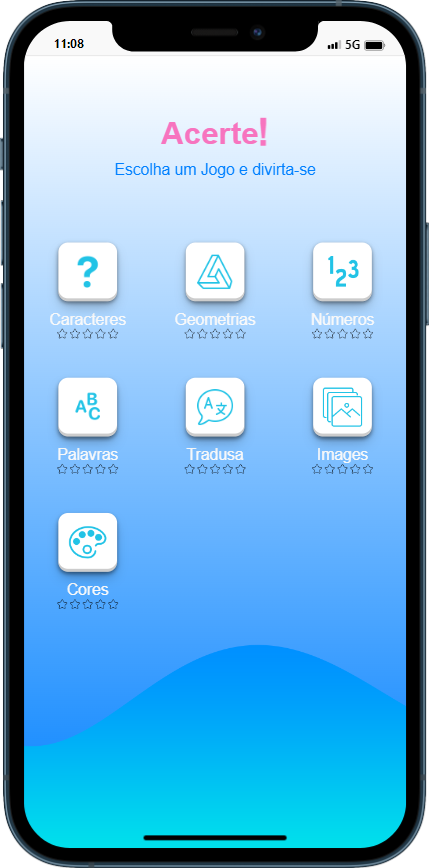 11:08 5G
Acerte!
Escolha um Jogo e divirta-se
? 123
Caracteres Geometrias Números
ABC A文
Palavras Tradusa Images
Cores